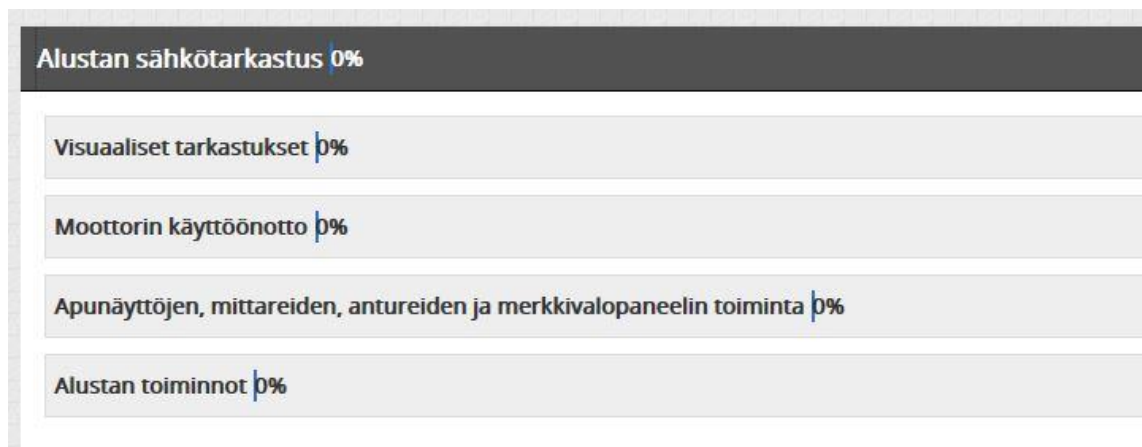 Alustan sähkötarkastus 0%
Visuaaliset tarkastukset 0%
Moottorin käyttöönotto 0%
Apunäyttöjen, mittareiden, antureiden ja merkkivalopaneelin toiminta 0%
Alustan toiminnot 0%